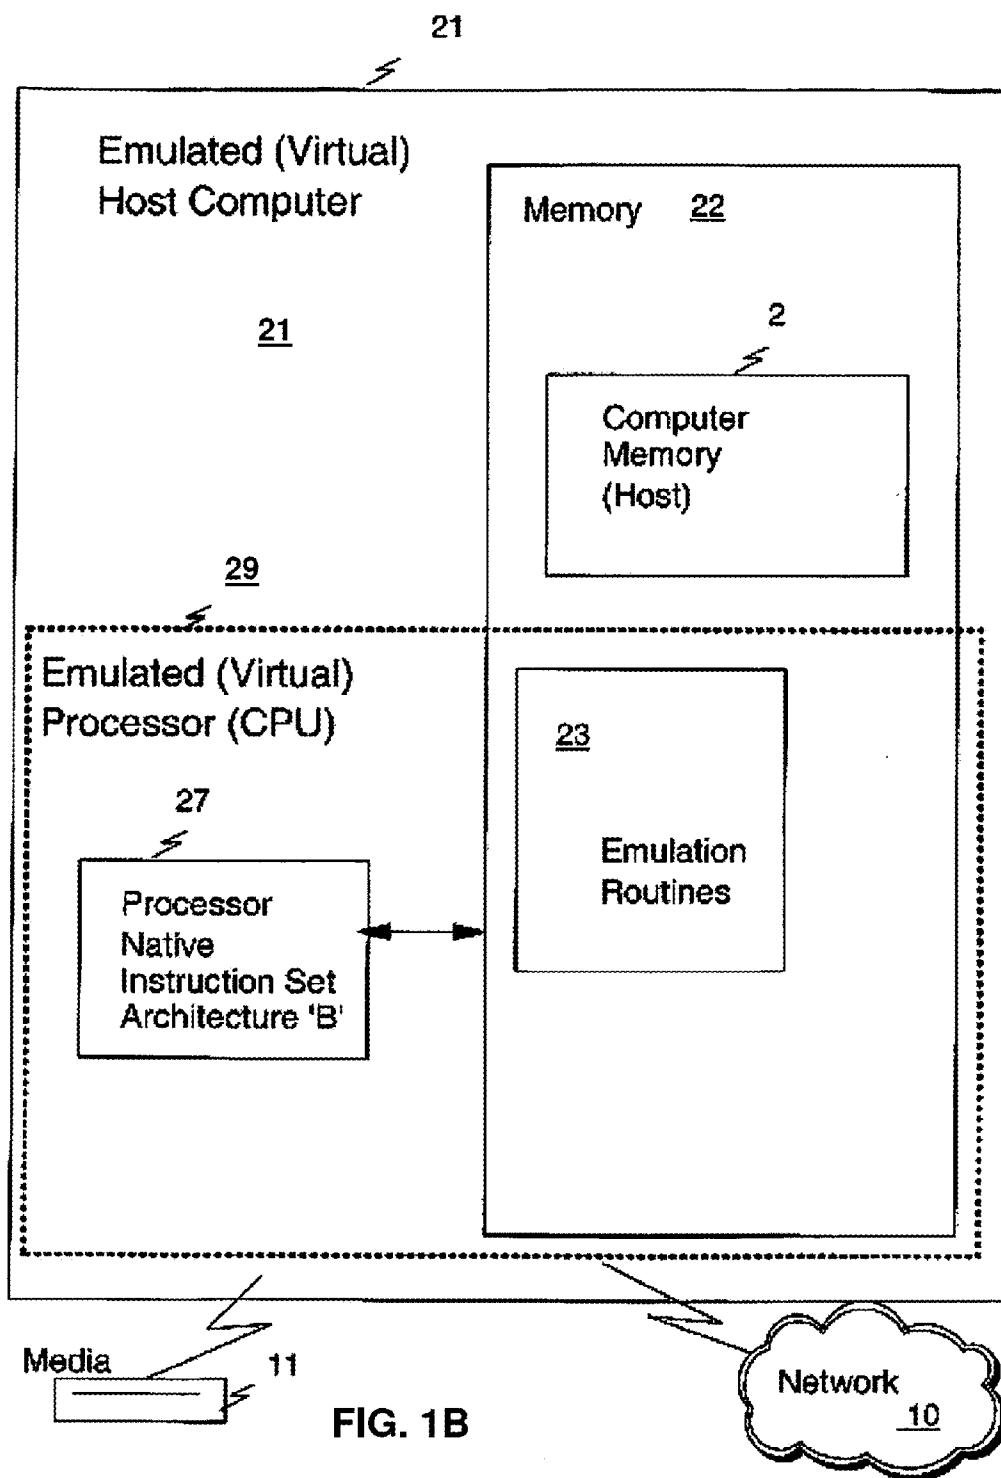 21
Emulated (Virtual)
Host Computer
21
Memory 22
2
Computer
Memory
(Host)
29
Emulated (Virtual)
Processor (CPU)
27
Processor
Native
Instruction Set
Architecture 'B'
23
Emulation
Routines
Media
11
FIG. 1B
Network
10